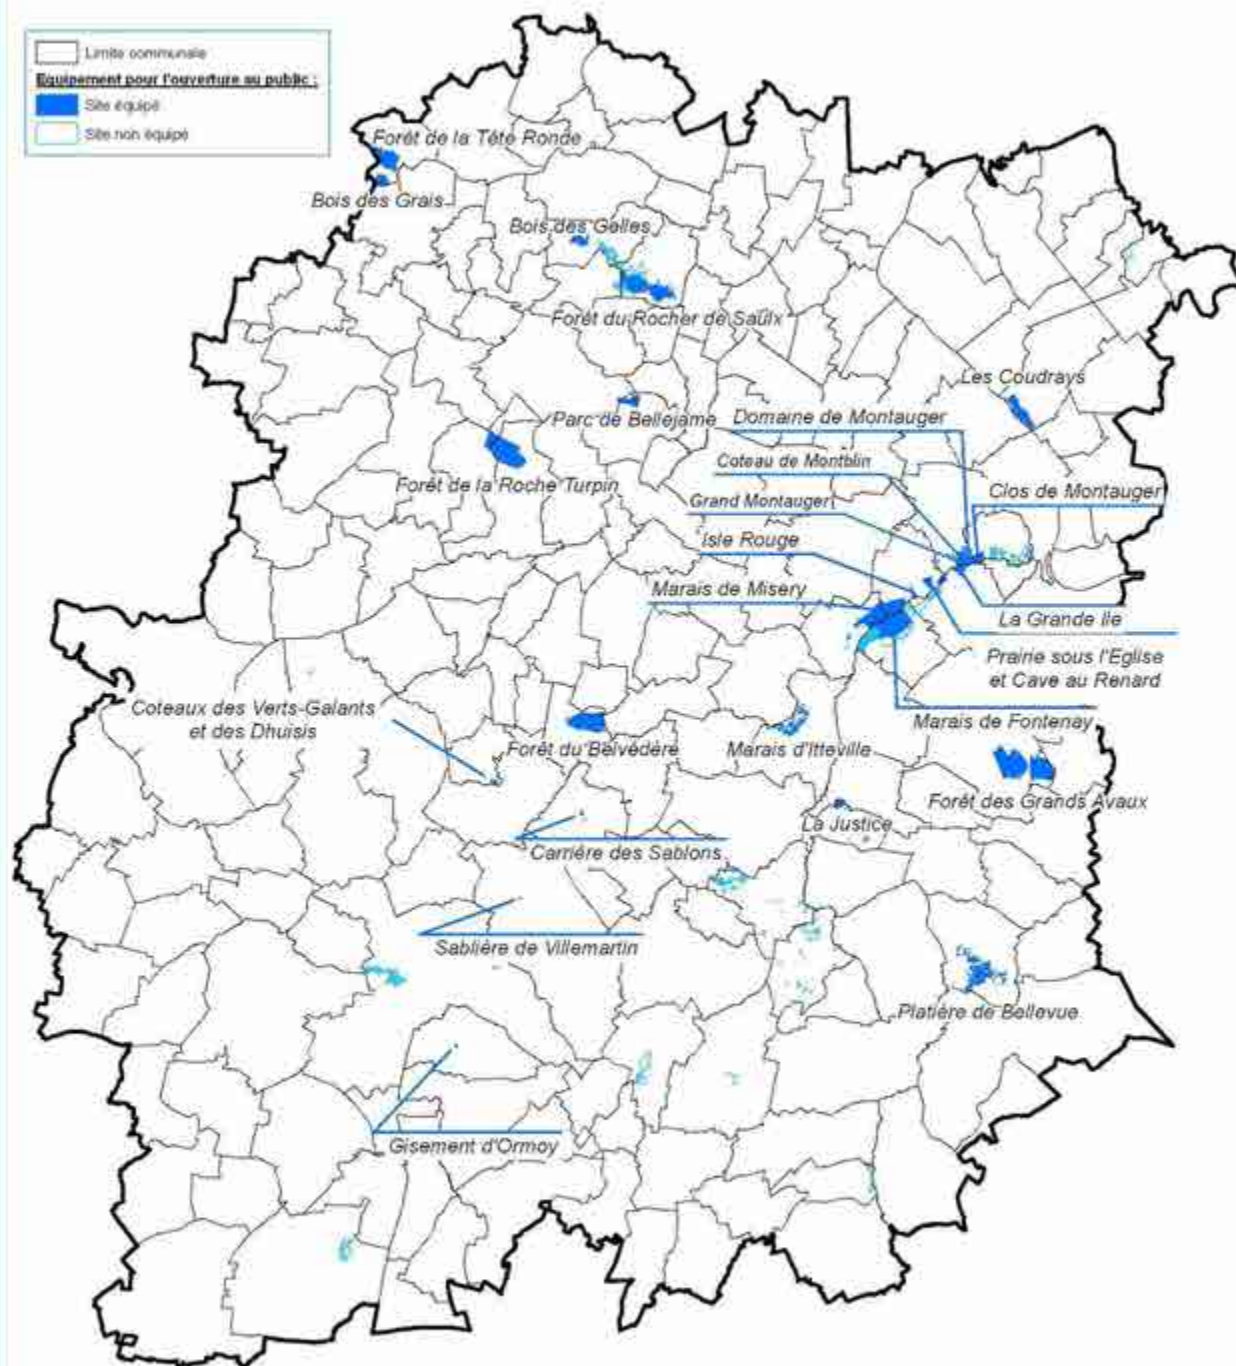 Limite communale
Equipement pour l'ouverture au public :
Site équipé
Site non équipé
Forêt de la Tête Ronde
Bois des Grais
Bois des Gelles
Forêt du Rocher de Saulx
Les Coudrays
Parc de Bellejame
Domaine de Montauger
Coteau de Montblin
Forêt de la Roche Turpin
Clos de Montauger
Grand Montauger
Isle Rouge
Marais de Misery
La Grande Ile
Prairie sous l'Eglise
et Cave au Renard
Coteaux des Verts-Galants
et des Dhuisis
Marais de Fontenay
Forêt du Belvédère
Marais d'Itteville
Forêt des Grands Avaux
La Justice
Carrière des Sablons
Sablière de Villemartin
Platière de Bellevue
Gisement d'Ormoy